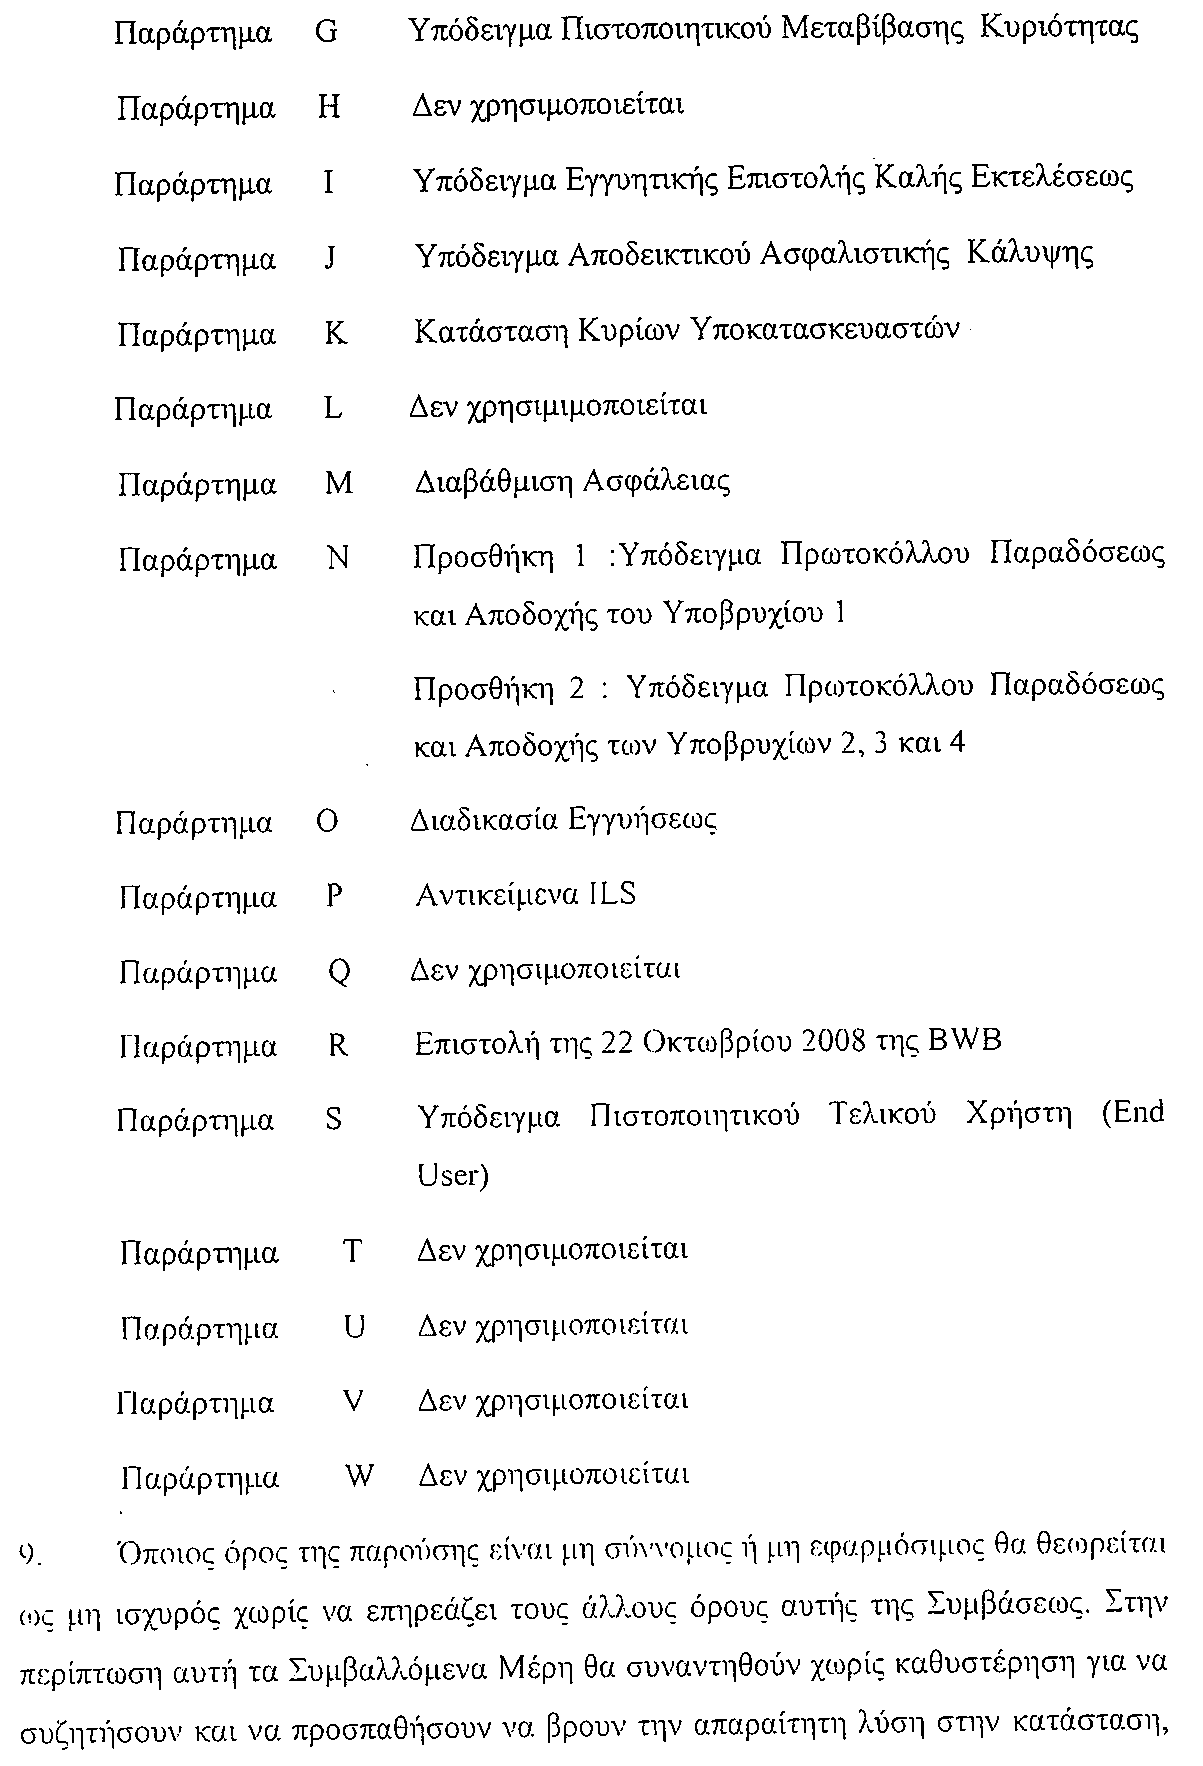 Παράρτημα G Υπόδειγμα Πιστοποιητικού Μεταβίβασης Κυριότητας
Παράρτημα H Δεν χρησιμοποιείται
Παράρτημα I Υπόδειγμα Εγγυητικής Επιστολής Καλής Εκτελέσεως
Παράρτημα J Υπόδειγμα Αποδεικτικού Ασφαλιστικής Κάλυψης
Παράρτημα K Κατάσταση Κυρίων Υποκατασκευαστών
Παράρτημα L Δεν χρησιμιμοποιείται
Παράρτημα M Διαβάθμιση Ασφάλειας
Παράρτημα N Προσθήκη 1 :Υπόδειγμα Πρωτοκόλλου Παραδόσεως
και Αποδοχής του Υποβρυχίου 1
Προσθήκη 2 : Υπόδειγμα Πρωτοκόλλου Παραδόσεως
και Αποδοχής των Υποβρυχίων 2, 3 και 4
Παράρτημα O Διαδικασία Εγγυήσεως
Παράρτημα P Αντικείμενα ILS
Παράρτημα Q Δεν χρησιμοποιείται
Παράρτημα R Επιστολή της 22 Οκτωβρίου 2008 της BWB
Παράρτημα S Υπόδειγμα Πιστοποιητικού Τελικού Χρήστη (End
User)
Παράρτημα T Δεν χρησιμοποιείται
Παράρτημα U Δεν χρησιμοποιείται
Παράρτημα V Δεν χρησιμοποιείται
Παράρτημα W Δεν χρησιμοποιείται
9. Όποιος όρος της παρούσης είναι μη σύννομος ή μη εφαρμόσιμος θα θεωρείται
ως μη ισχυρός χωρίς να επηρεάζει τους άλλους όρους αυτής της Συμβάσεως. Στην
περίπτωση αυτή τα Συμβαλλόμενα Μέρη θα συναντηθούν χωρίς καθυστέρηση για να
συζητήσουν και να προσπαθήσουν να βρουν την απαραίτητη λύση στην κατάσταση,